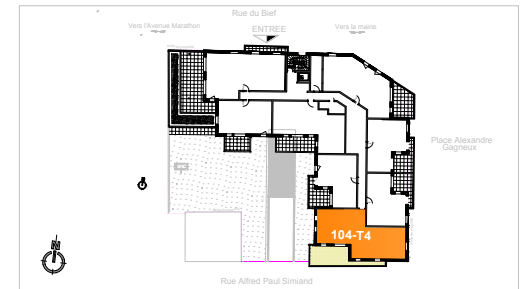 Rue du Bief
Vers l'Avenue Marathon
Vers la mairie
ENTREE
Place Alexandre
Gagneux
104-T4
N
Rue Alfred Paul Simiand